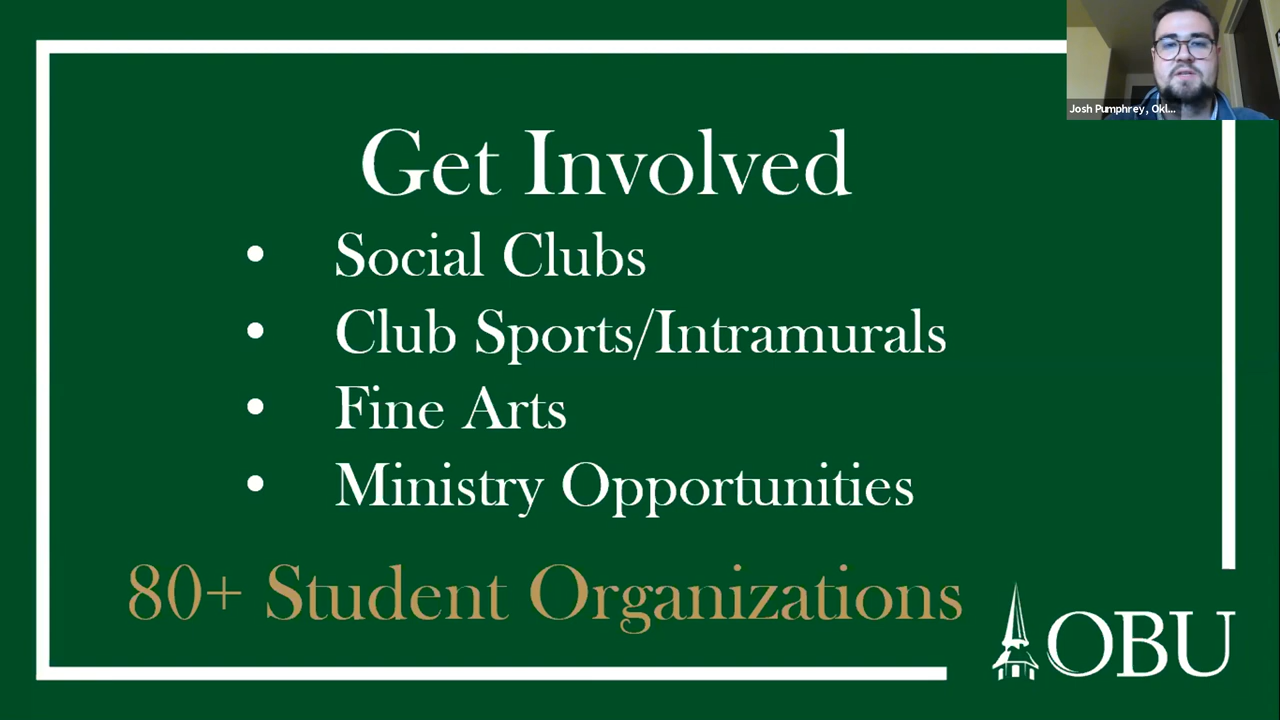 Josh Pumphrey, Okl...
Get Involved
• Social Clubs
• Club Sports/Intramurals
• Fine Arts
• Ministry Opportunities
80+ Student Organizations
OBU